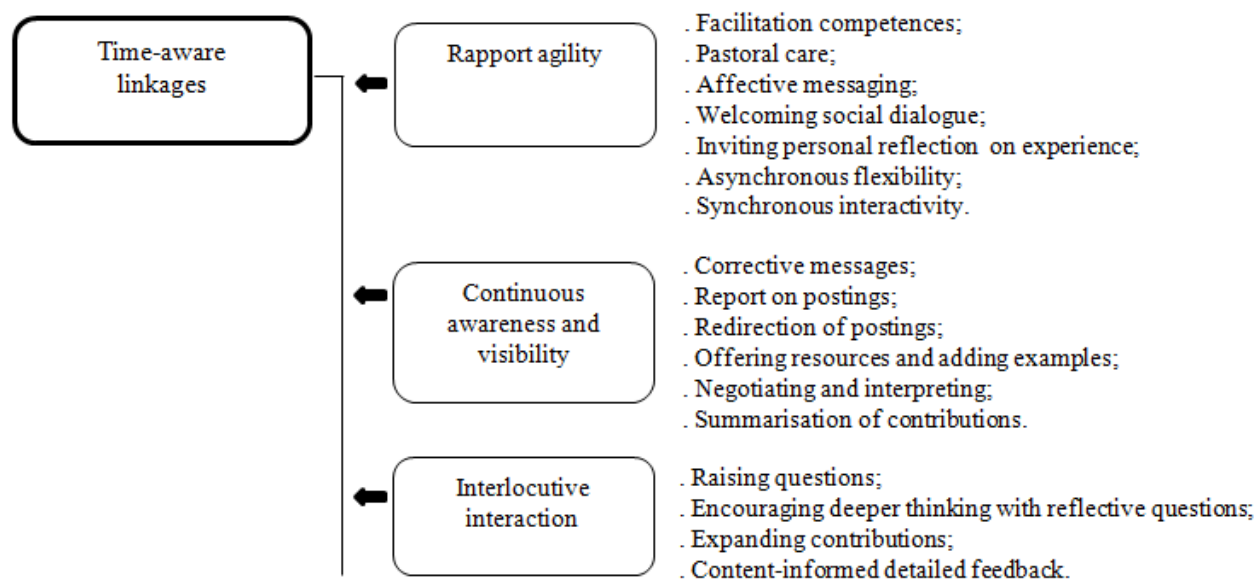 Time-aware
linkages
Rapport agility
. Facilitation competences;
. Pastoral care;
. Affective messaging;
. Welcoming social dialogue;
. Inviting personal reflection on experience;
. Asynchronous flexibility;
. Synchronous interactivity.
Continuous
awareness and
visibility
. Corrective messages;
. Report on postings;
. Redirection of postings;
. Offering resources and adding examples;
. Negotiating and interpreting;
. Summarisation of contributions.
Interlocutive
interaction
. Raising questions;
. Encouraging deeper thinking with reflective questions;
. Expanding contributions;
. Content-informed detailed feedback.